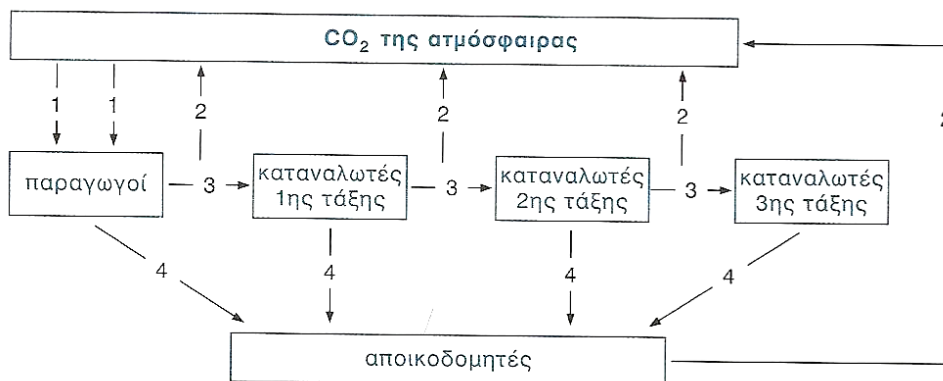 CO₂ της ατμόσφαιρας
1 1 2 2 2 2
παραγωγοί 3 καταναλωτές 1ης τάξης 3 καταναλωτές 2ης τάξης 3 καταναλωτές 3ης τάξης
4 4 4 4
αποικοδομητές